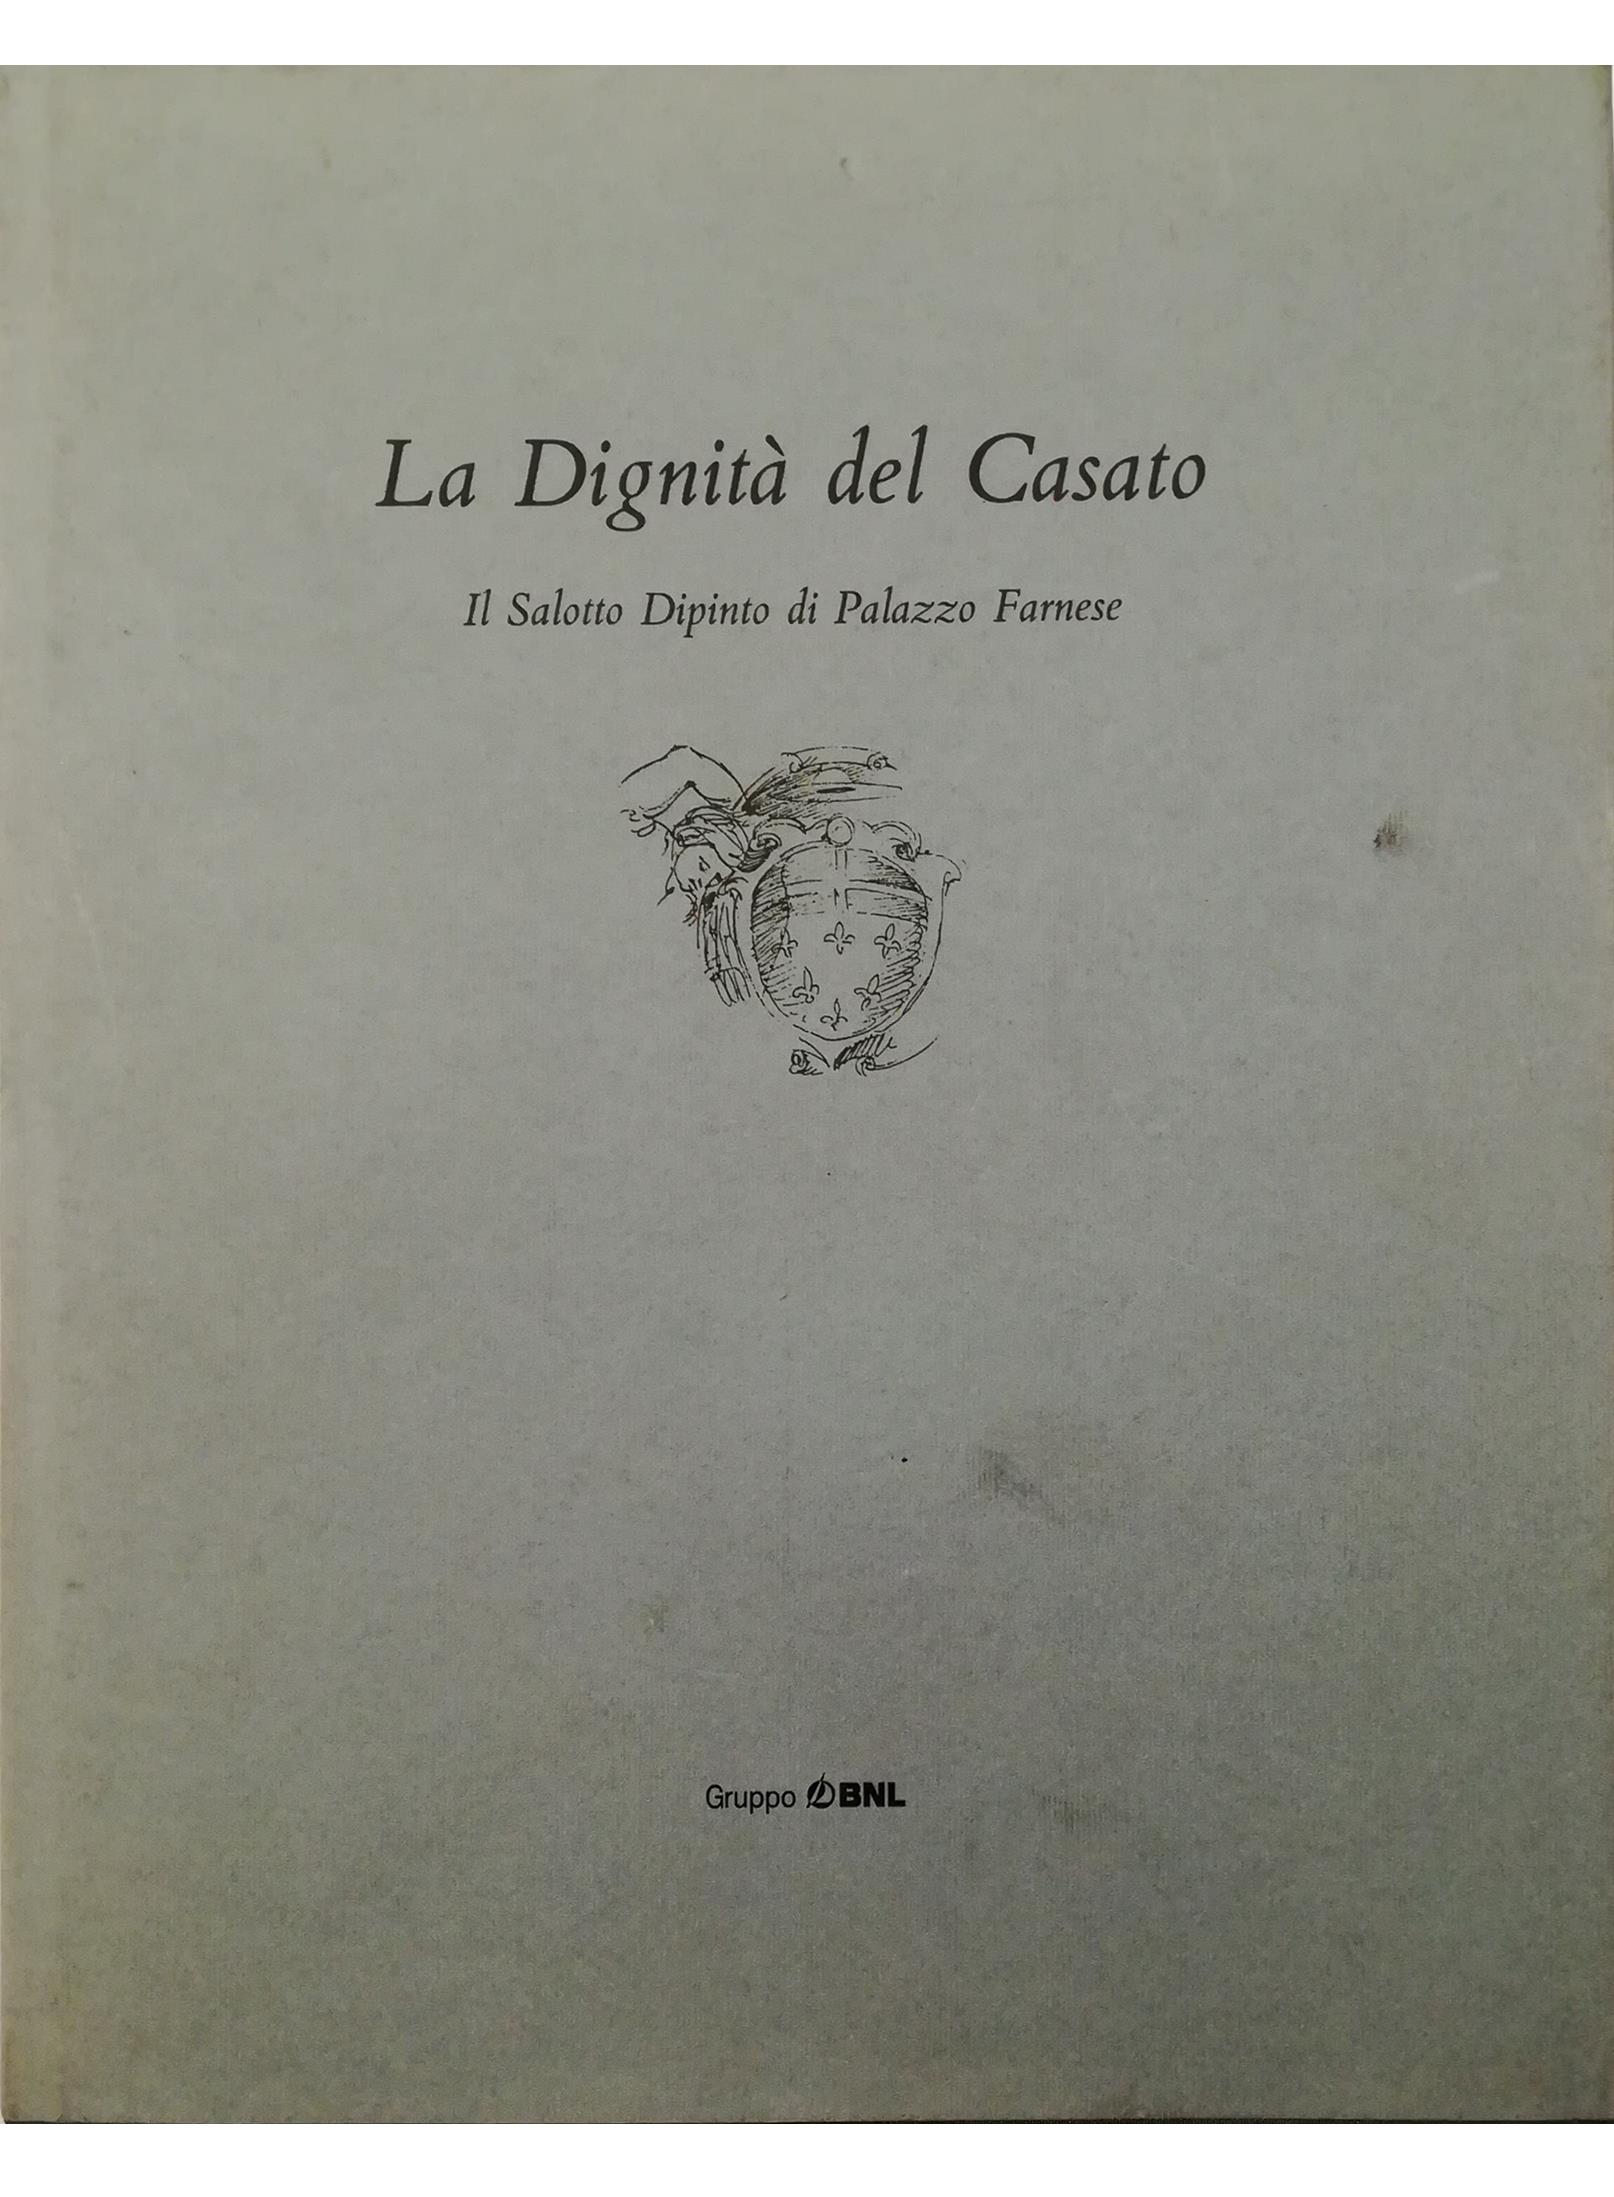 La Dignità del Casato
Il Salotto Dipinto di Palazzo Farnese
Gruppo BNL